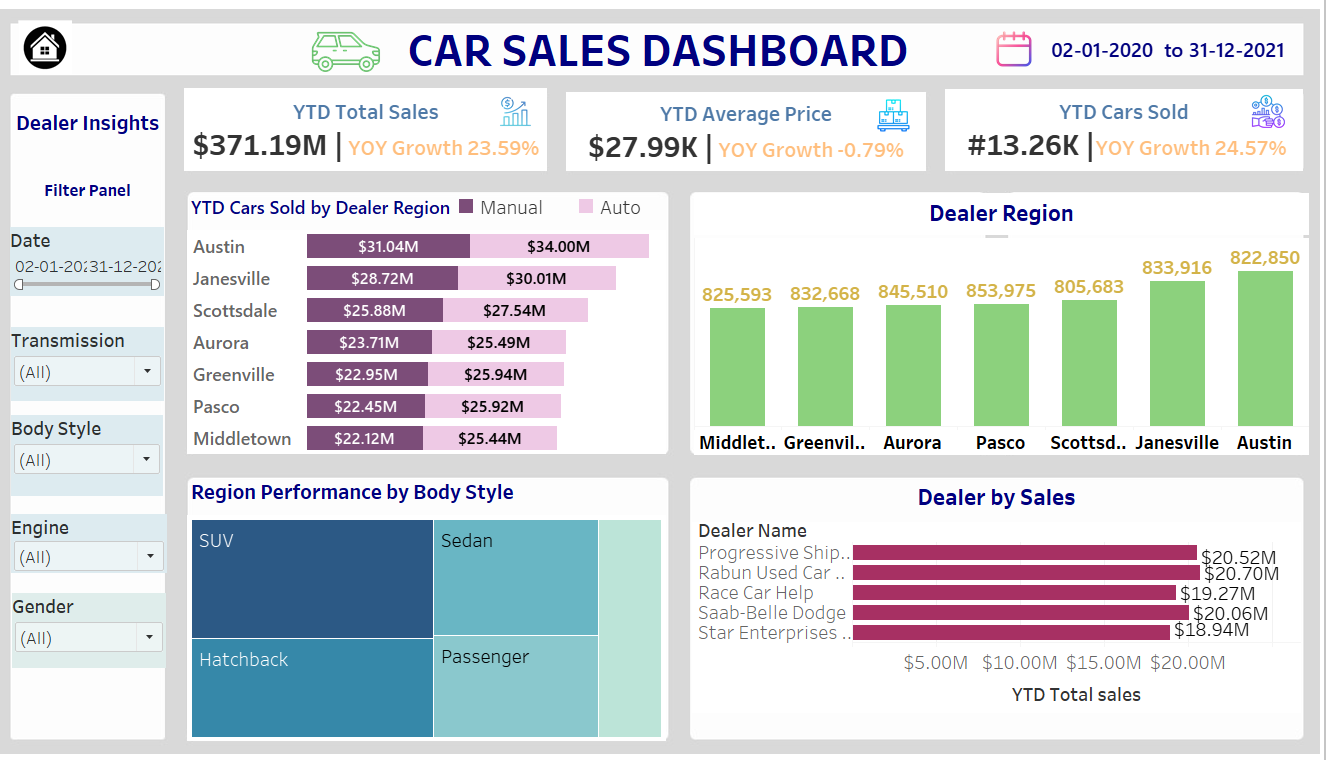 CAR SALES DASHBOARD
02-01-2020 to 31-12-2021
Dealer Insights
Filter Panel
Date
02-01-202 31-12-202
Transmission
(All)
Body Style
(All)
Engine
(All)
Gender
(All)
YTD Total Sales
$371.19M | YOY Growth 23.59%
YTD Average Price
$27.99K | YOY Growth -0.79%
YTD Cars Sold
#13.26K | YOY Growth 24.57%
YTD Cars Sold by Dealer Region Manual Auto
Austin $31.04M $34.00M
Janesville $28.72M $30.01M
Scottsdale $25.88M $27.54M
Aurora $23.71M $25.49M
Greenville $22.95M $25.94M
Pasco $22.45M $25.92M
Middletown $22.12M $25.44M
Dealer Region
825,593 832,668 845,510 853,975 805,683 833,916 822,850
Middlet.. Greenvil.. Aurora Pasco Scottsd.. Janesville Austin
Region Performance by Body Style
SUV
Sedan
Hatchback
Passenger
Dealer by Sales
Dealer Name
Progressive Ship.. $20.52M
Rabun Used Car .. $20.70M
Race Car Help $19.27M
Saab-Belle Dodge $20.06M
Star Enterprises .. $18.94M
$5.00M $10.00M $15.00M $20.00M
YTD Total sales